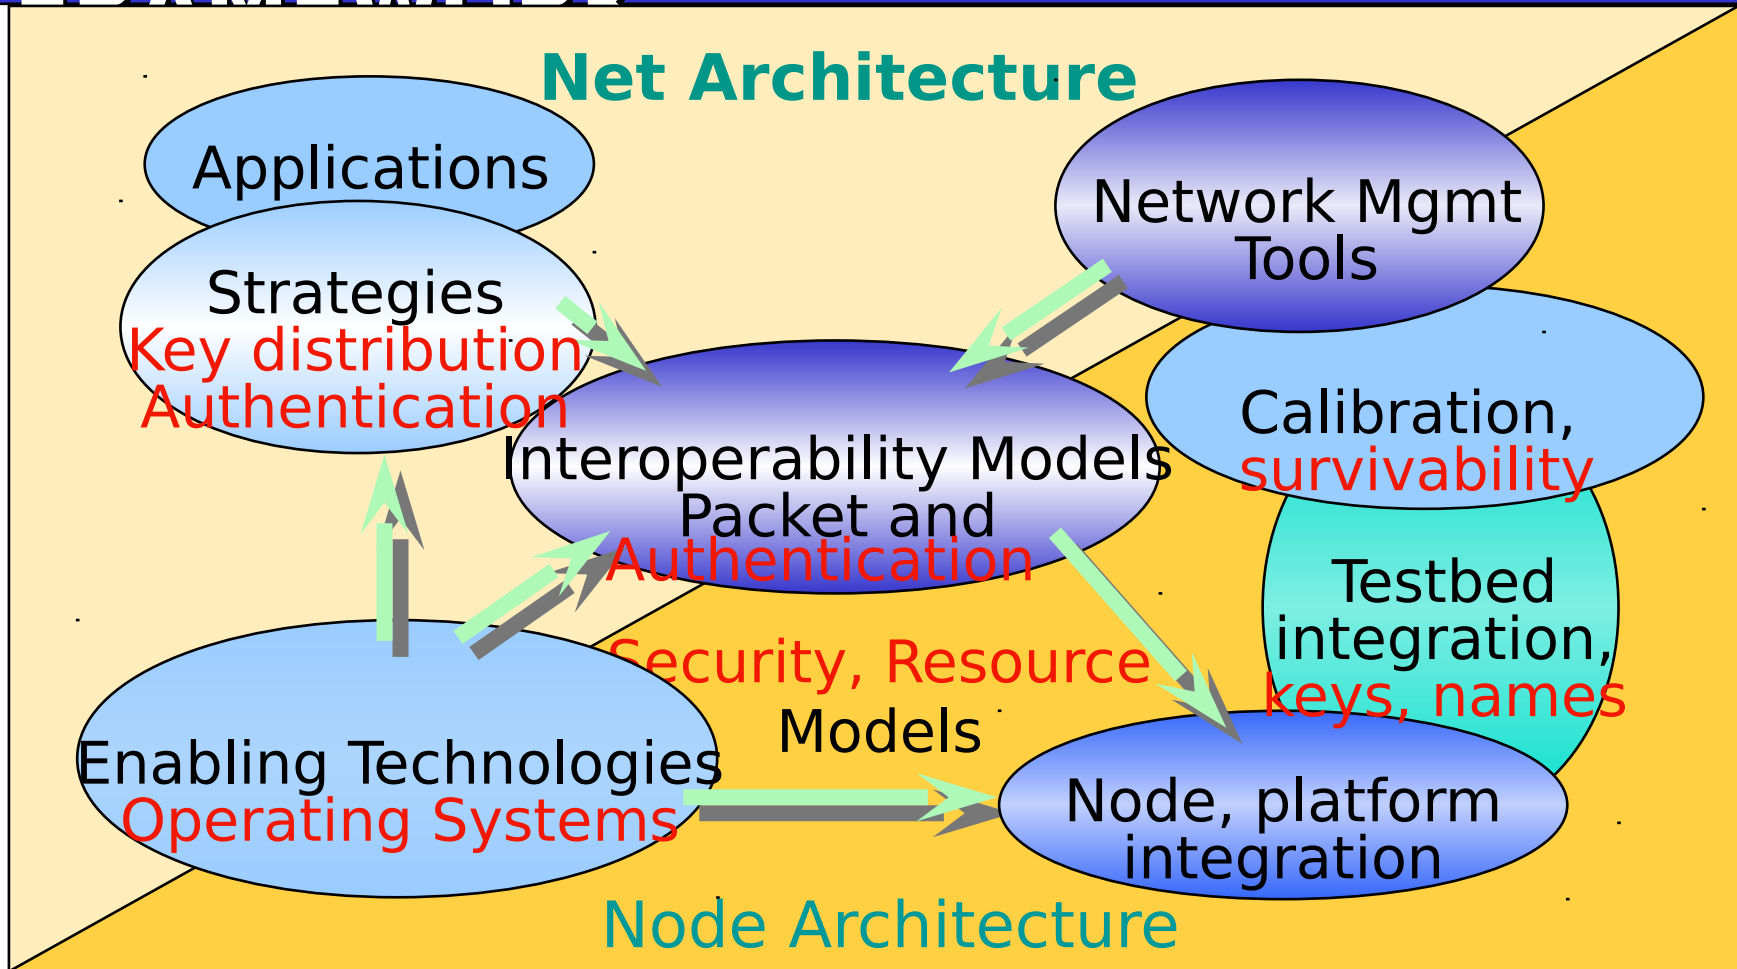 Net Architecture
Applications
Network Mgmt
Tools
Strategies
Key distribution
Authentication
Calibration,
survivability
Interoperability Models
Packet and
Authentication
Testbed
integration,
keys, names
Security, Resource
Models
Enabling Technologies
Operating Systems
Node, platform
integration
Node Architecture